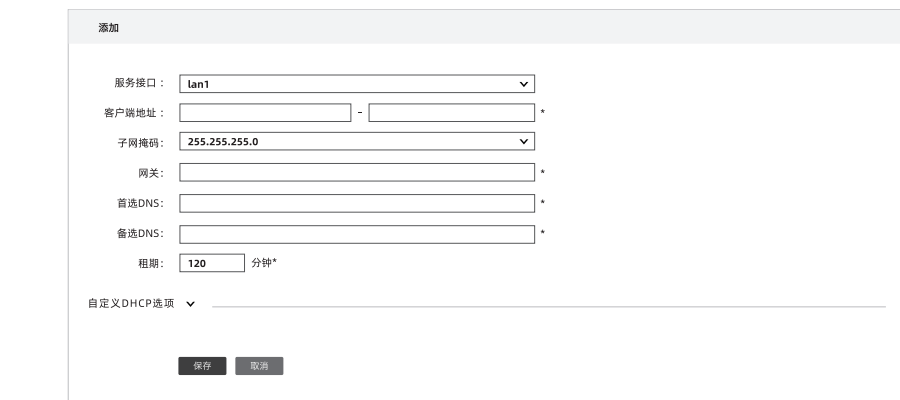 添加
服务接口： lan1
客户端地址： - *
子网掩码： 255.255.255.0
网关： *
首选DNS： *
备选DNS： *
租期： 120 分钟*
自定义DHCP选项
保存 取消